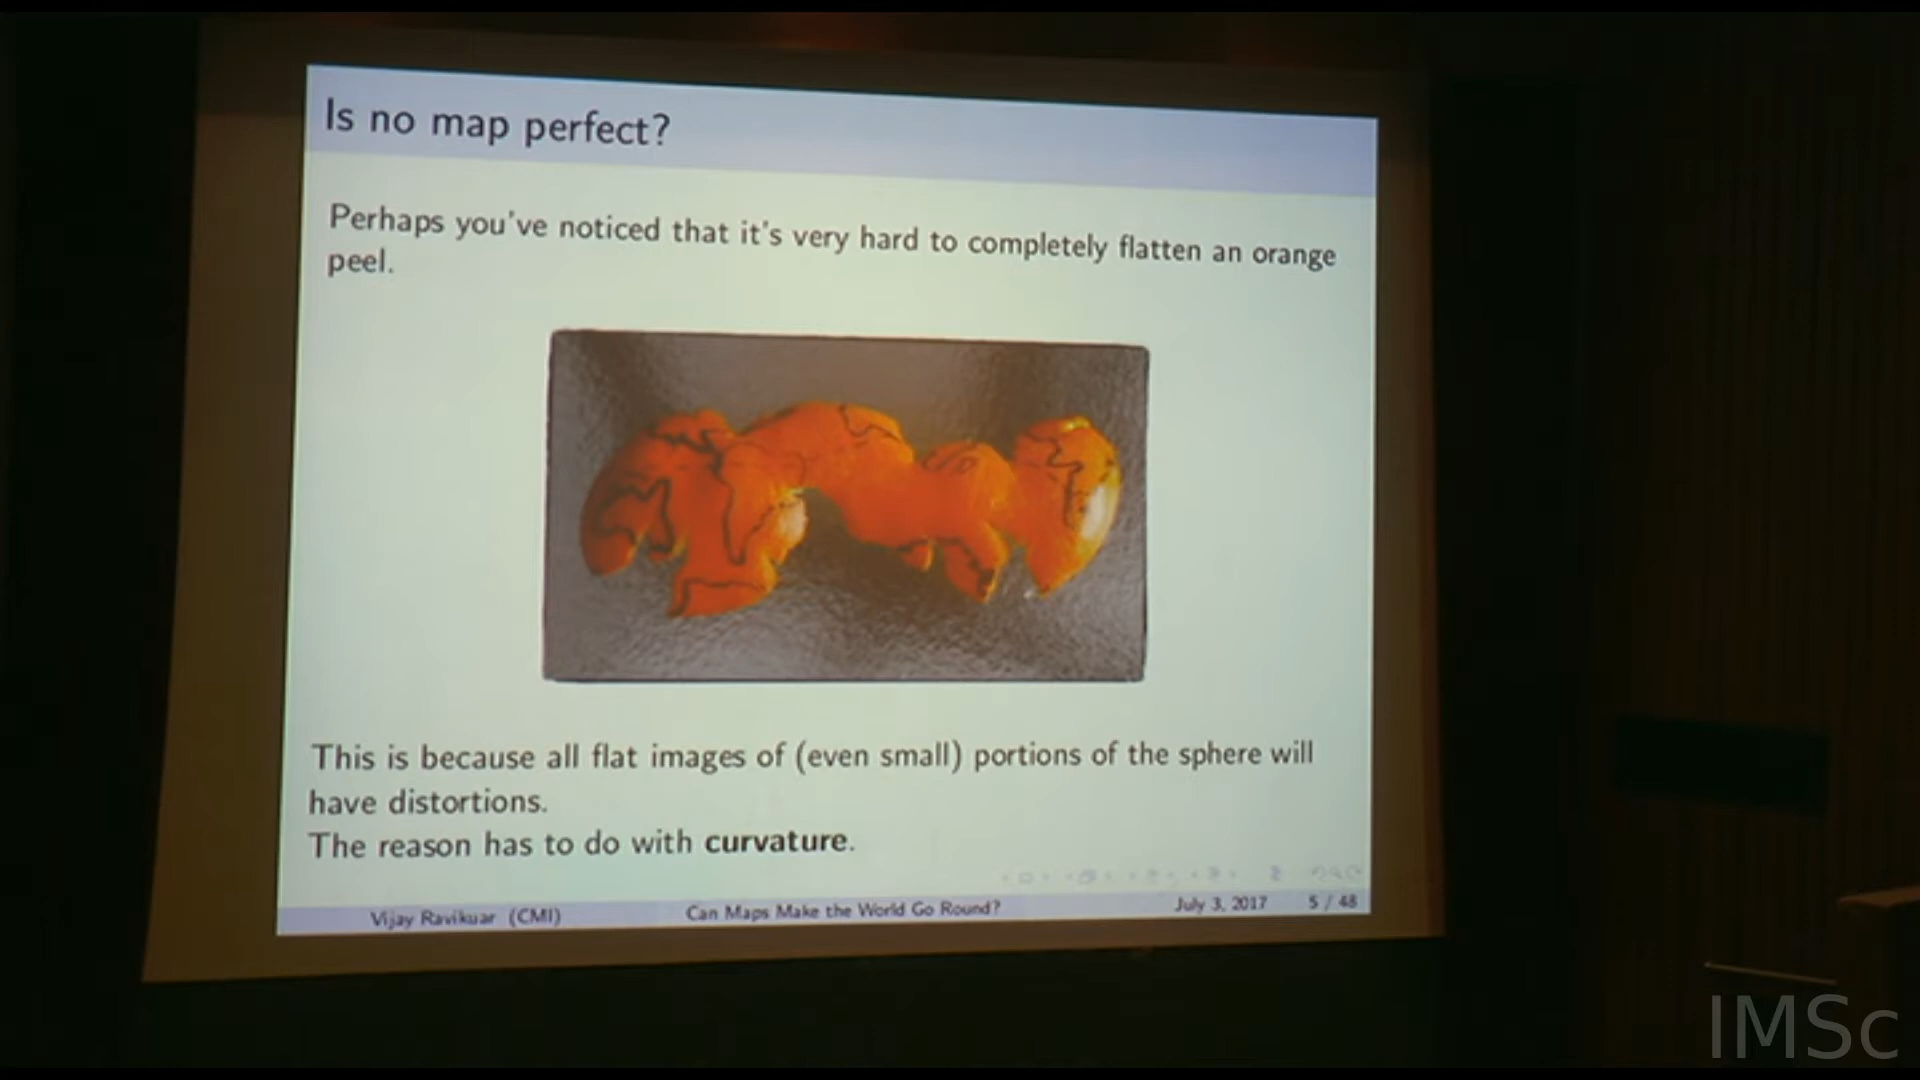 Is no map perfect?
Perhaps you've noticed that it's very hard to completely flatten an orange
peel.
This is because all flat images of (even small) portions of the sphere will
have distortions.
The reason has to do with curvature.
Vijay Ravikuar (CMI) Can Maps Make the World Go Round? July 3, 2017 5 / 48
IMSc